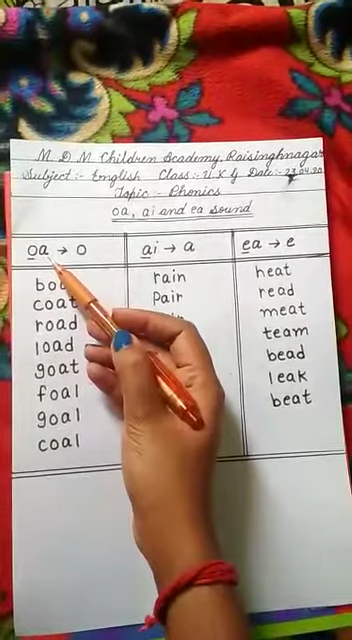 M. D. M Children Academy, Raisinghnagar
Subject:- English Class:- U.K.G Date:- 23.04.20
Topic:- Phonics
oa, ai and ea sound
oa → o ai → a ea → e
rain heat
coat Pair read
road meat
load team
goat bead
foal leak
goal beat
coal